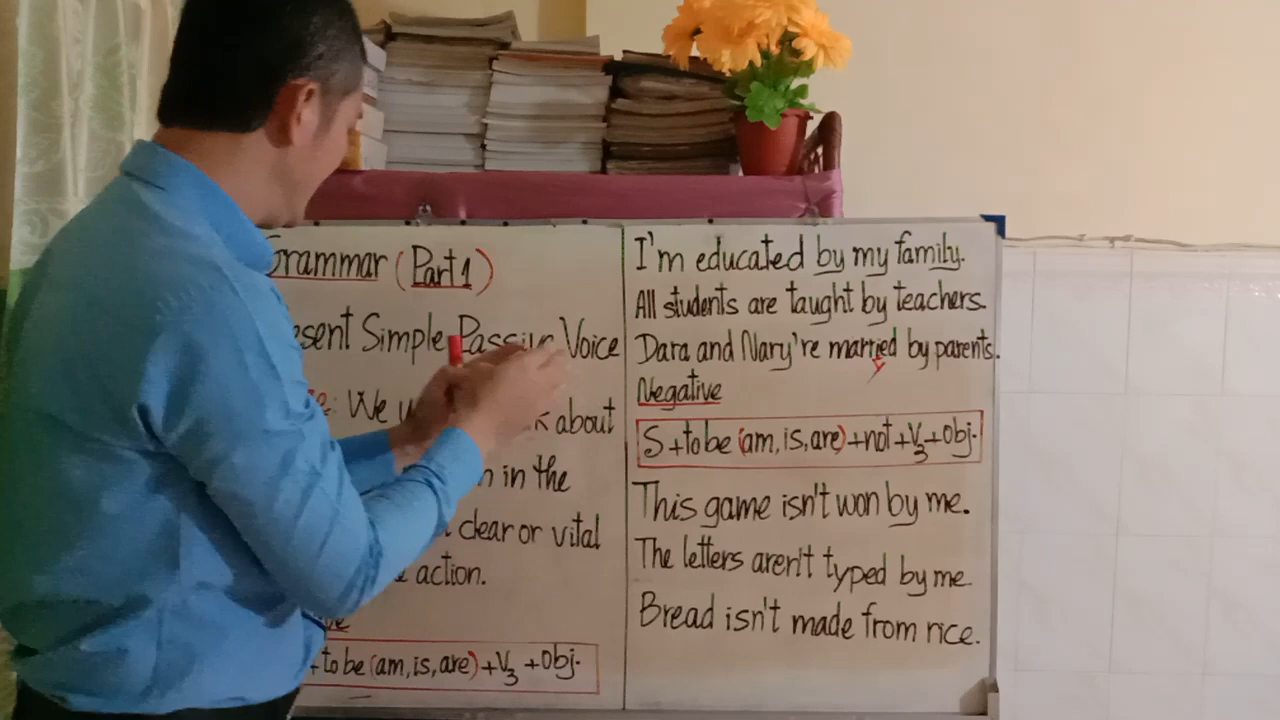 Grammar (Part 1)
Simple Passive Voice
We about
in the
clear or vital
action.
+to be (am, is, are) +V3 +Obj.
I'm educated by my family.
All students are taught by teachers.
Dara and Nary're married by parents.
y
Negative
S +to be (am, is, are) +not +V3 +Obj.
This game isn't won by me.
The letters aren't typed by me.
Bread isn't made from rice.